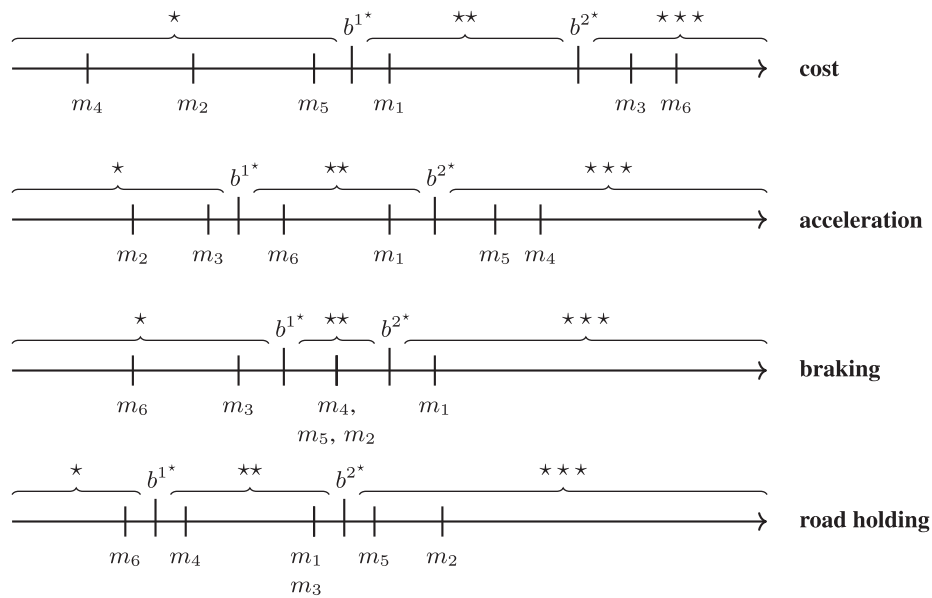 ⋆ b¹⋆ ⋆⋆ b²⋆ ⋆⋆⋆
cost
m₄ m₂ m₅ m₁ m₃ m₆
⋆ b¹⋆ ⋆⋆ b²⋆ ⋆⋆⋆
acceleration
m₂ m₃ m₆ m₁ m₅ m₄
⋆ b¹⋆ ⋆⋆ b²⋆ ⋆⋆⋆
braking
m₆ m₃ m₄, m₁
m₅, m₂
⋆ b¹⋆ ⋆⋆ b²⋆ ⋆⋆⋆
road holding
m₆ m₄ m₁ m₅ m₂
m₃